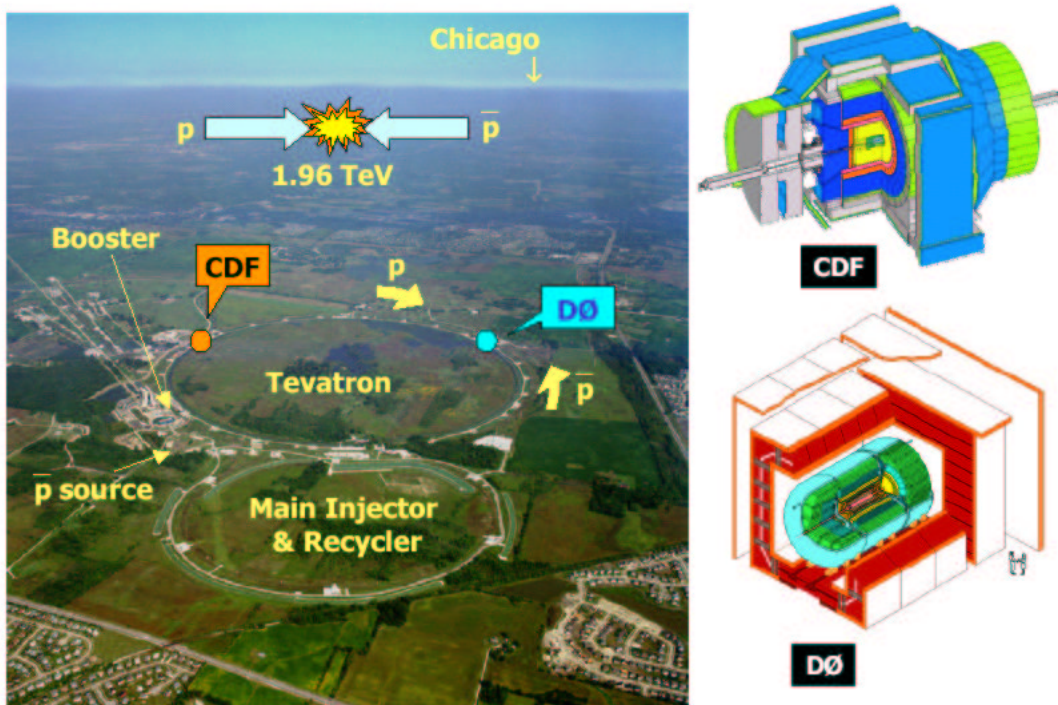 Chicago
↓
p
p̅
1.96 TeV
Booster
CDF
p
DØ
Tevatron
p̅
p̅ source
Main Injector
& Recycler
CDF
DØ